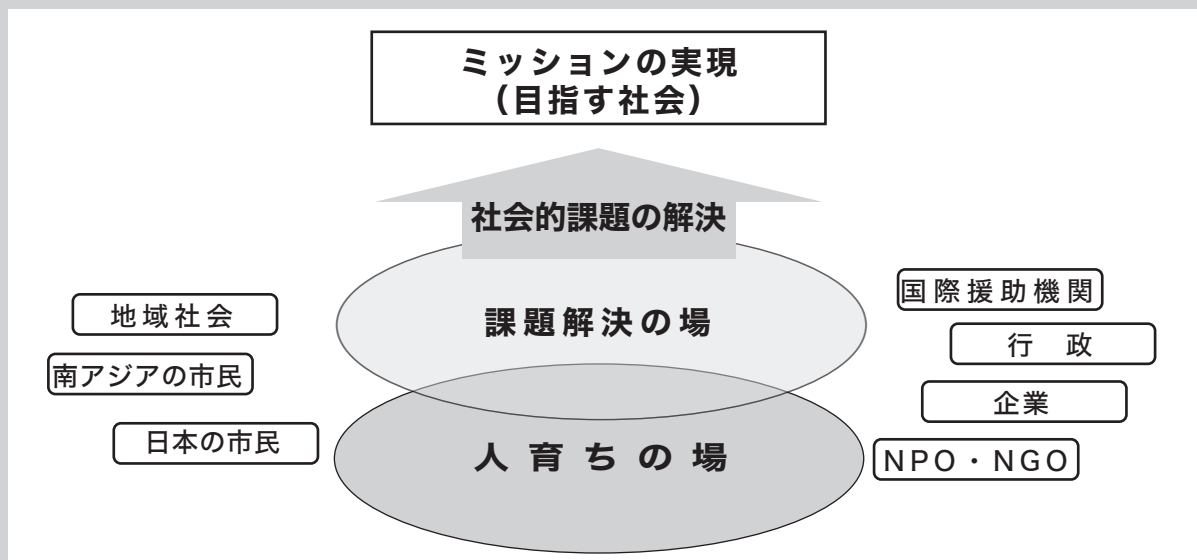 ミッションの実現
（目指す社会）
社会的課題の解決
課題解決の場
人育ちの場
地域社会
南アジアの市民
日本の市民
国際援助機関
行　政
企業
NPO・NGO